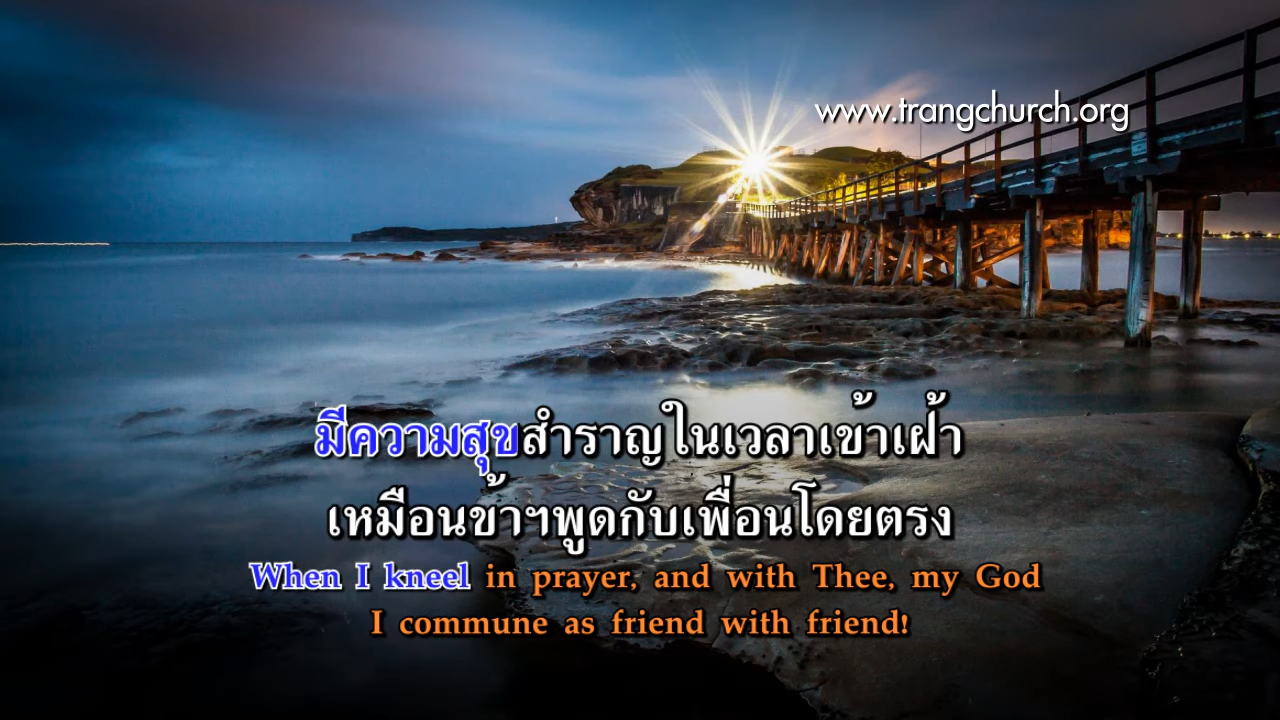 www.trangchurch.org
มีความสุขสำราญในเวลาเข้าเฝ้า
เหมือนข้าฯพูดกับเพื่อนโดยตรง
When I kneel in prayer, and with Thee, my God
I commune as friend with friend!